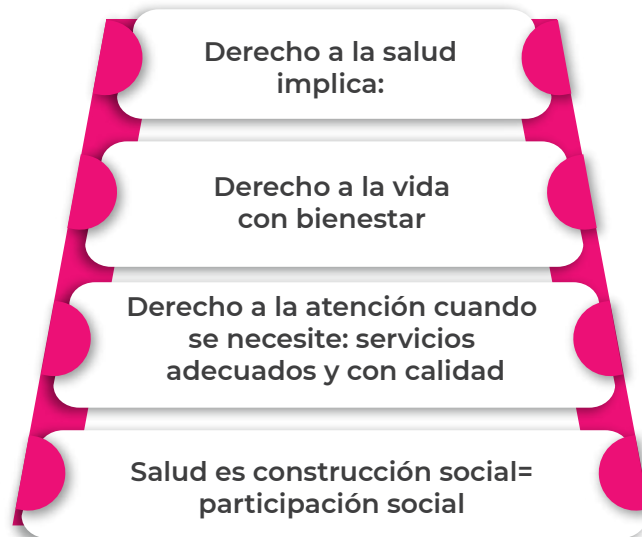 Derecho a la salud
implica:
Derecho a la vida
con bienestar
Derecho a la atención cuando
se necesite: servicios
adecuados y con calidad
Salud es construcción social=
participación social